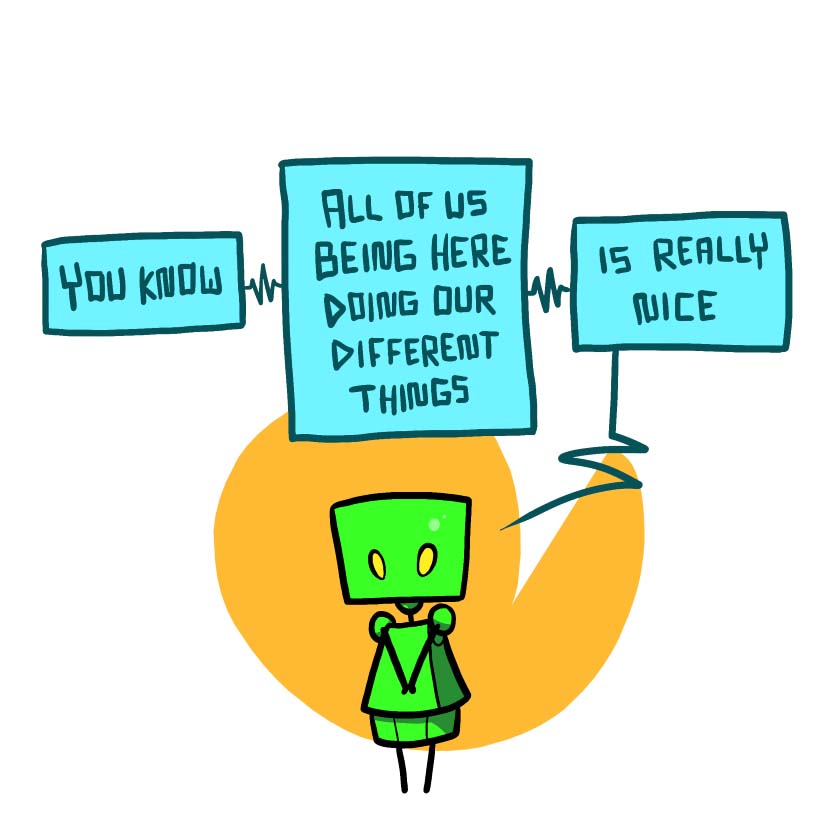 YOU KNOW
ALL OF US
BEING HERE
DOING OUR
DIFFERENT
THINGS
IS REALLY
NICE